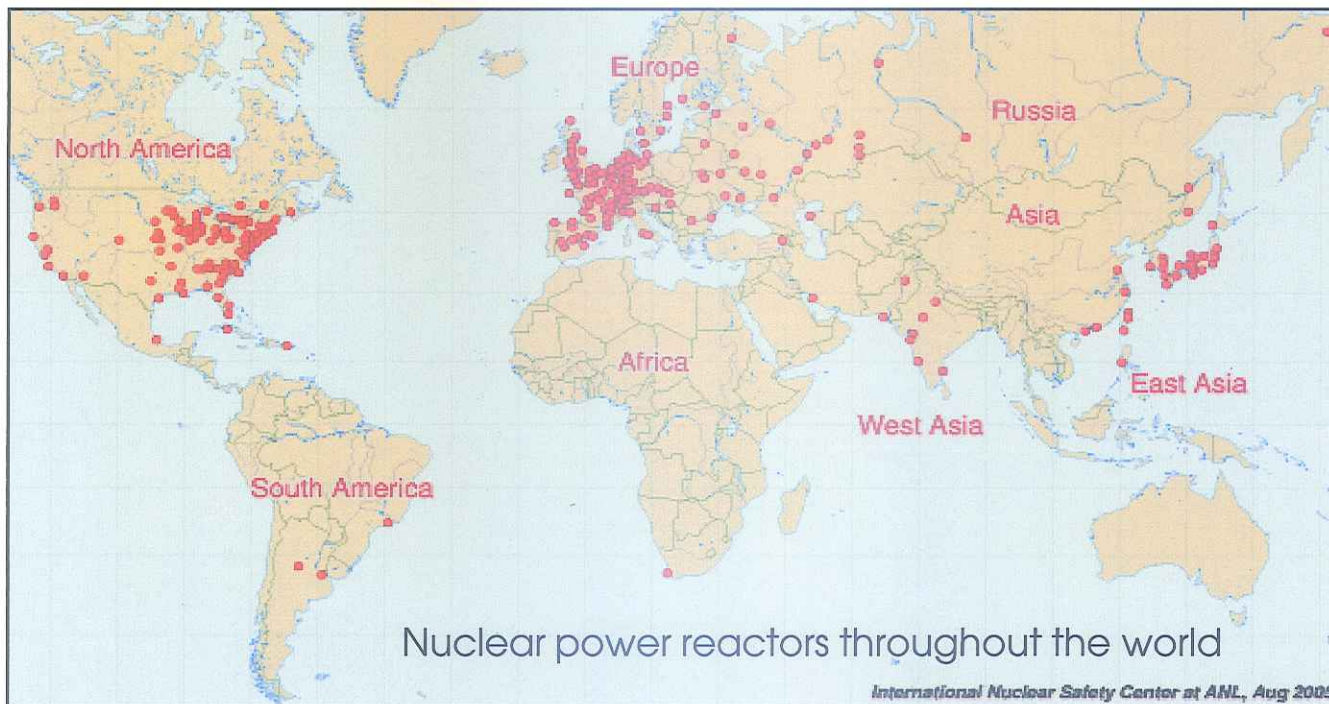 Europe
Russia
North America
Asia
Africa
East Asia
West Asia
South America
Nuclear power reactors throughout the world
International Nuclear Safety Center at ANL, Aug 2005